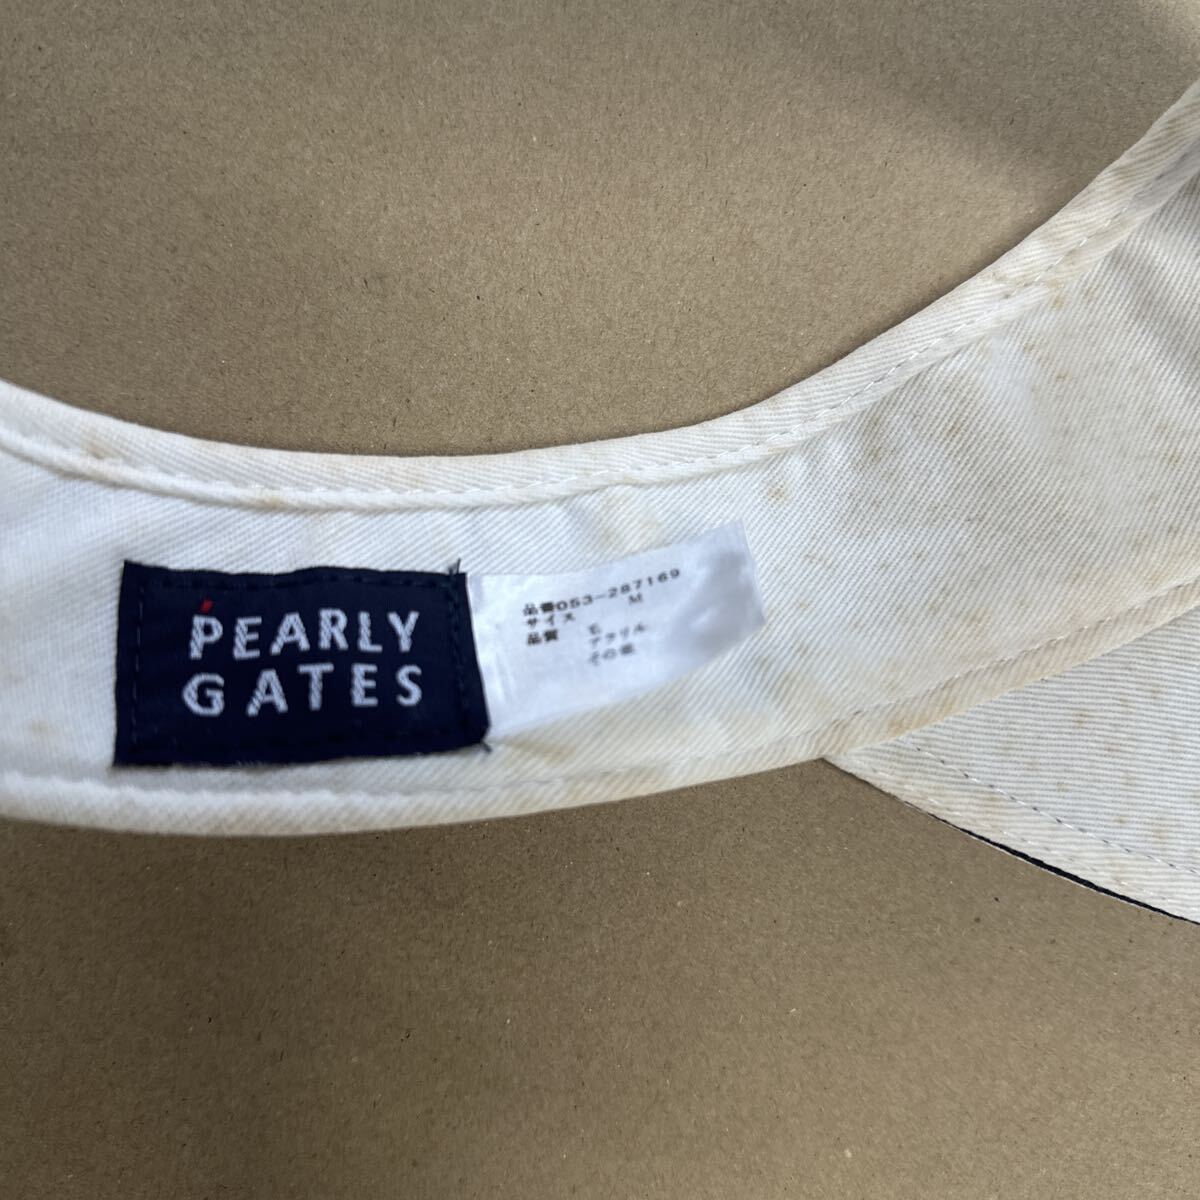 PEARLY
GATES
品番053-287169
サイズ M
品質 毛
アクリル
その他